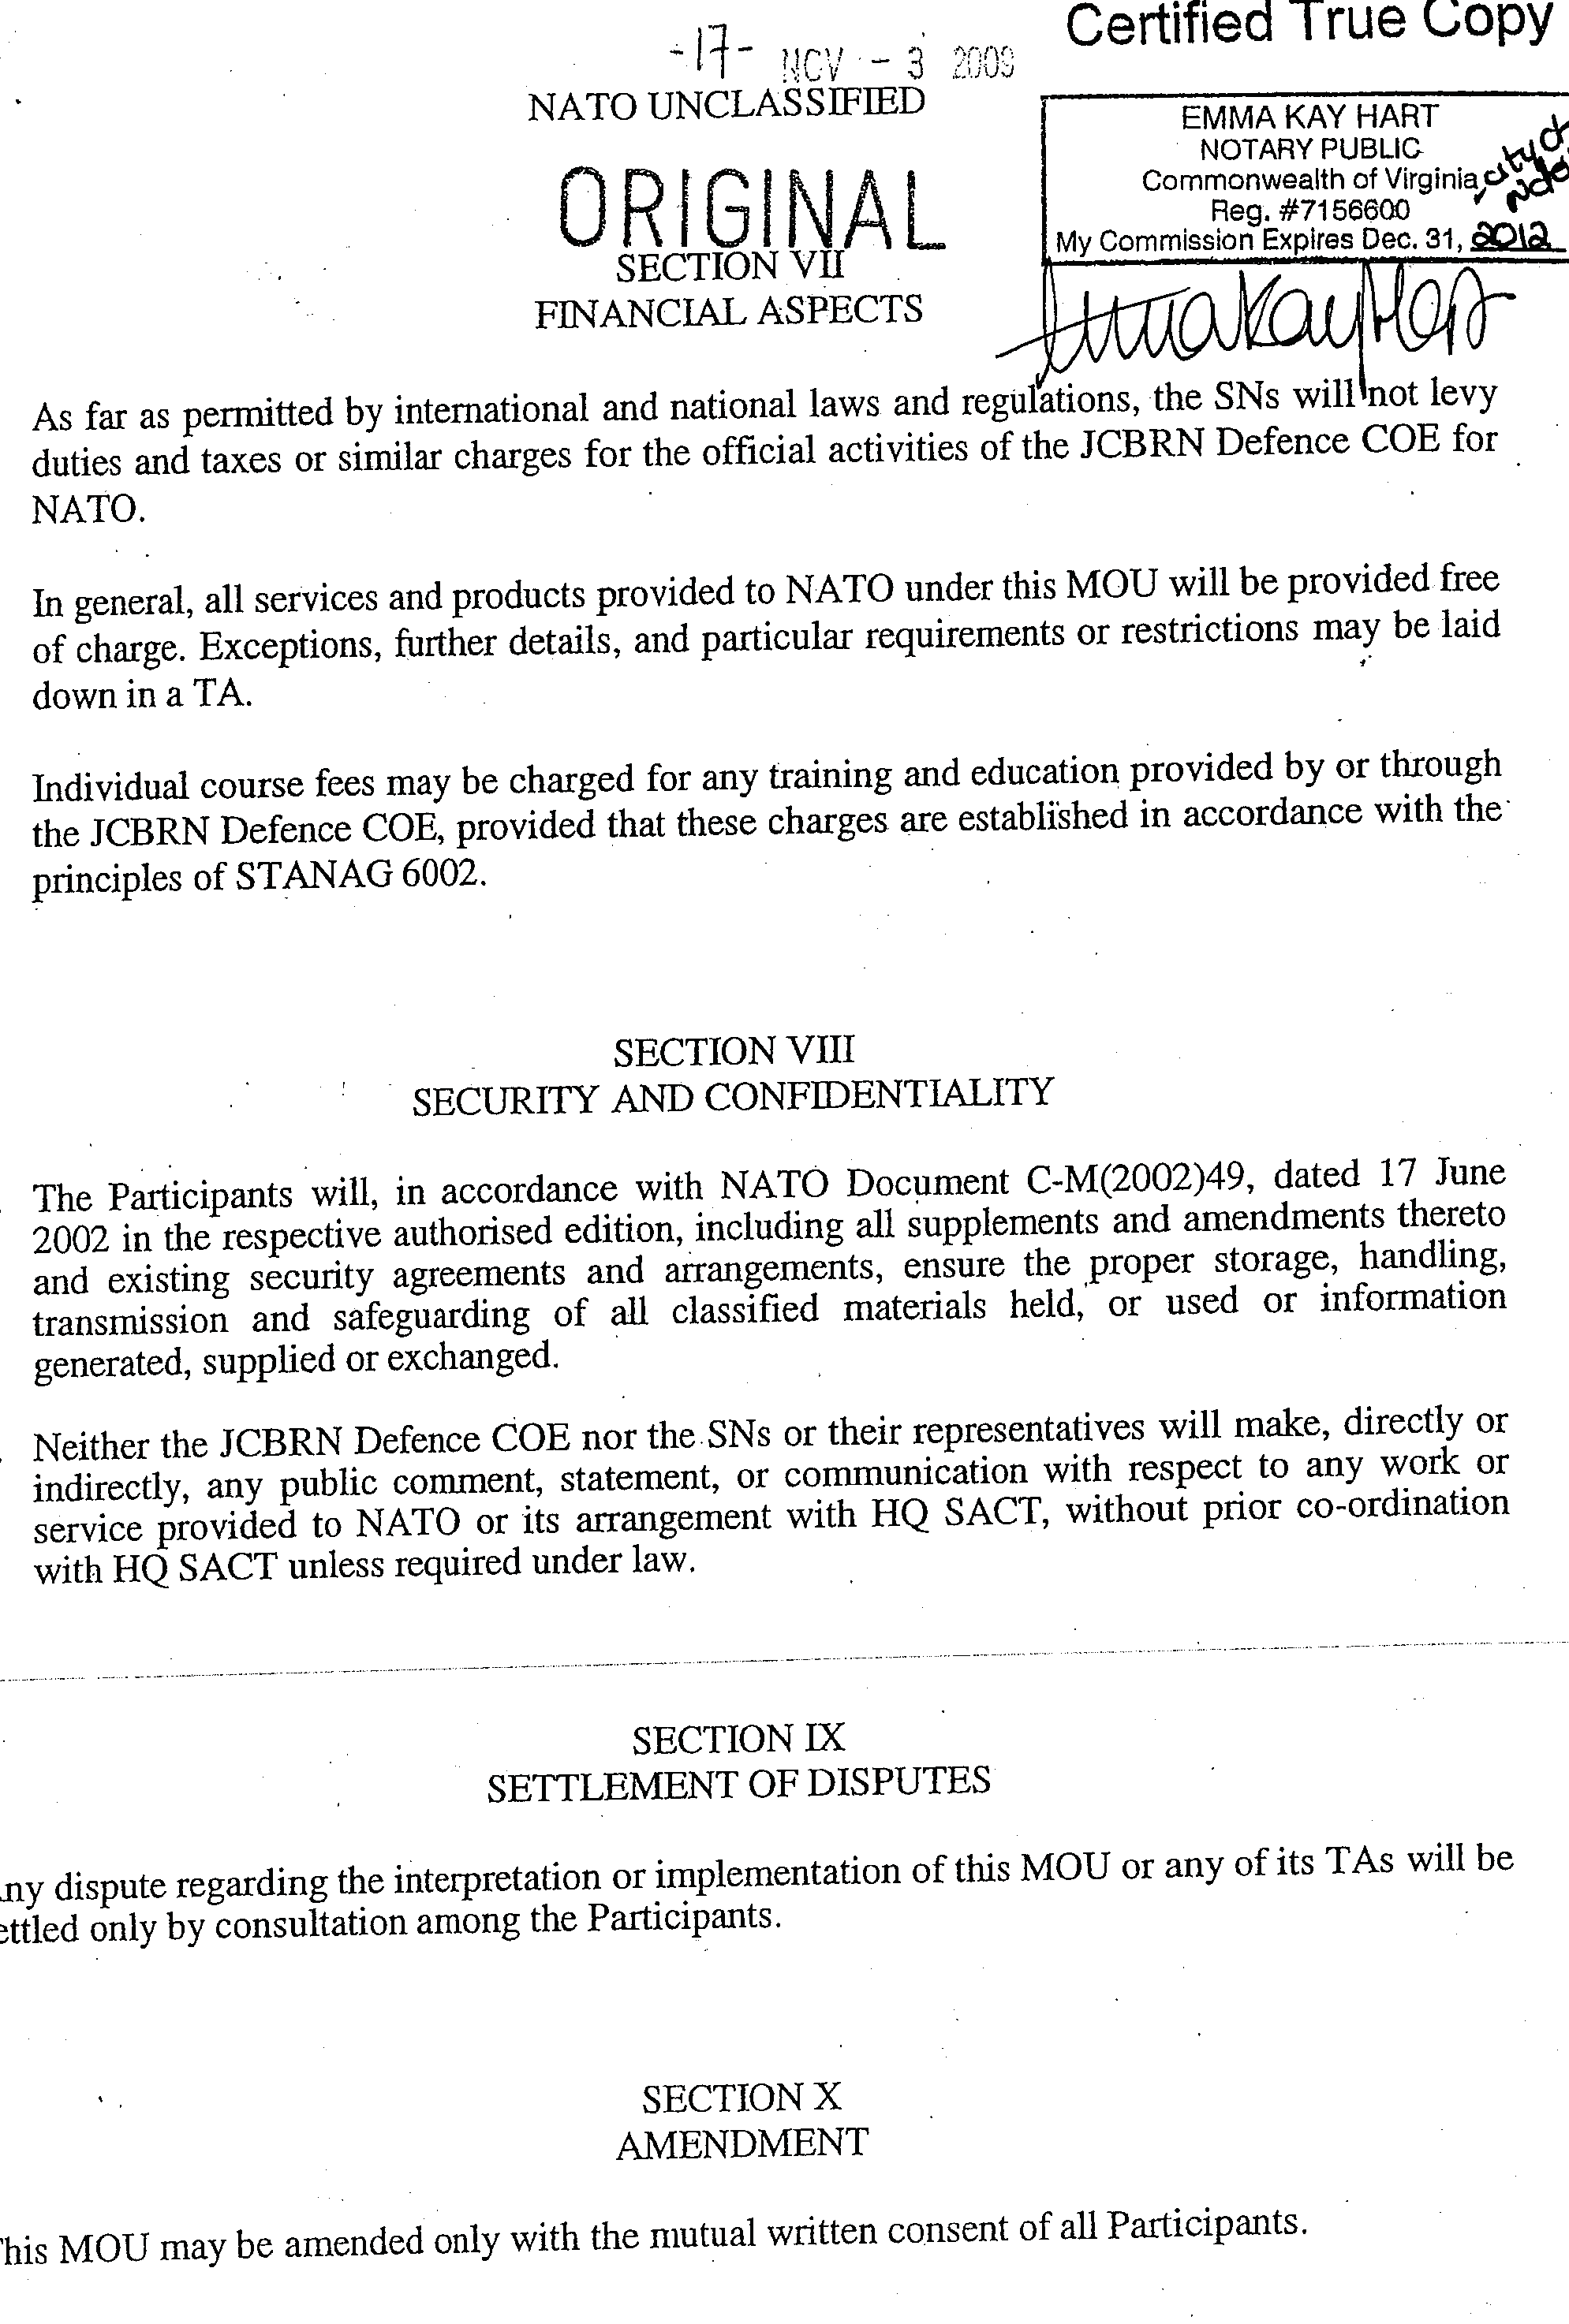 Certified True Copy
-17- NOV - 3 2009
NATO UNCLASSIFIED
EMMA KAY HART
NOTARY PUBLIC
Commonwealth of Virginia, city of
Reg. #7156600
My Commission Expires Dec. 31, 2012
ORIGINAL
SECTION VII
FINANCIAL ASPECTS
Emma Kay Hart
As far as permitted by international and national laws and regulations, the SNs will not levy
duties and taxes or similar charges for the official activities of the JCBRN Defence COE for
NATO.
In general, all services and products provided to NATO under this MOU will be provided free
of charge. Exceptions, further details, and particular requirements or restrictions may be laid
down in a TA.
Individual course fees may be charged for any training and education provided by or through
the JCBRN Defence COE, provided that these charges are established in accordance with the
principles of STANAG 6002.
SECTION VIII
SECURITY AND CONFIDENTIALITY
The Participants will, in accordance with NATO Document C-M(2002)49, dated 17 June
2002 in the respective authorised edition, including all supplements and amendments thereto
and existing security agreements and arrangements, ensure the proper storage, handling,
transmission and safeguarding of all classified materials held, or used or information
generated, supplied or exchanged.
Neither the JCBRN Defence COE nor the SNs or their representatives will make, directly or
indirectly, any public comment, statement, or communication with respect to any work or
service provided to NATO or its arrangement with HQ SACT, without prior co-ordination
with HQ SACT unless required under law.
SECTION IX
SETTLEMENT OF DISPUTES
ny dispute regarding the interpretation or implementation of this MOU or any of its TAs will be
ettled only by consultation among the Participants.
SECTION X
AMENDMENT
his MOU may be amended only with the mutual written consent of all Participants.